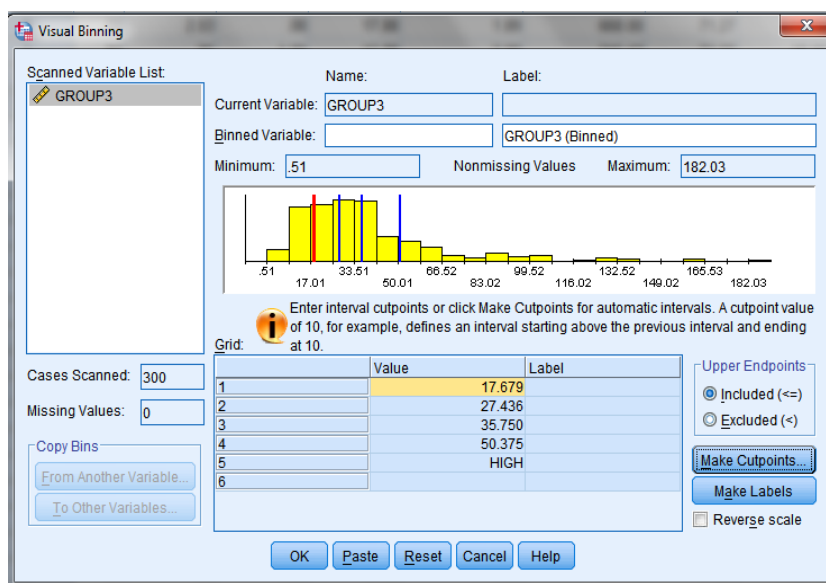 Visual Binning
Scanned Variable List:
GROUP3
Name:
Label:
Current Variable:
GROUP3
Binned Variable:
GROUP3 (Binned)
Minimum:
.51
Nonmissing Values
Maximum:
182.03
.51
33.51
66.52
99.52
132.52
165.53
17.01
50.01
83.02
116.02
149.02
182.03
Enter interval cutpoints or click Make Cutpoints for automatic intervals. A cutpoint value
of 10, for example, defines an interval starting above the previous interval and ending
at 10.
Grid:
Value
Label
1
17.679
2
27.436
3
35.750
4
50.375
5
HIGH
6
Cases Scanned:
300
Missing Values:
0
Copy Bins
From Another Variable...
To Other Variables...
Upper Endpoints
Included (<=)
Excluded (<)
Make Cutpoints...
Make Labels
Reverse scale
OK
Paste
Reset
Cancel
Help